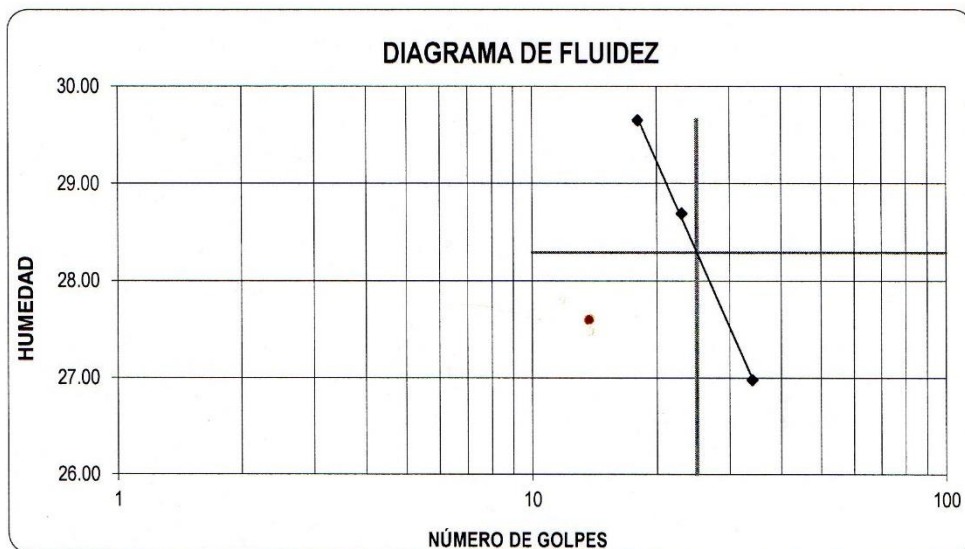 DIAGRAMA DE FLUIDEZ
30.00
29.00
28.00
27.00
26.00
HUMEDAD
1
10
100
NÚMERO DE GOLPES